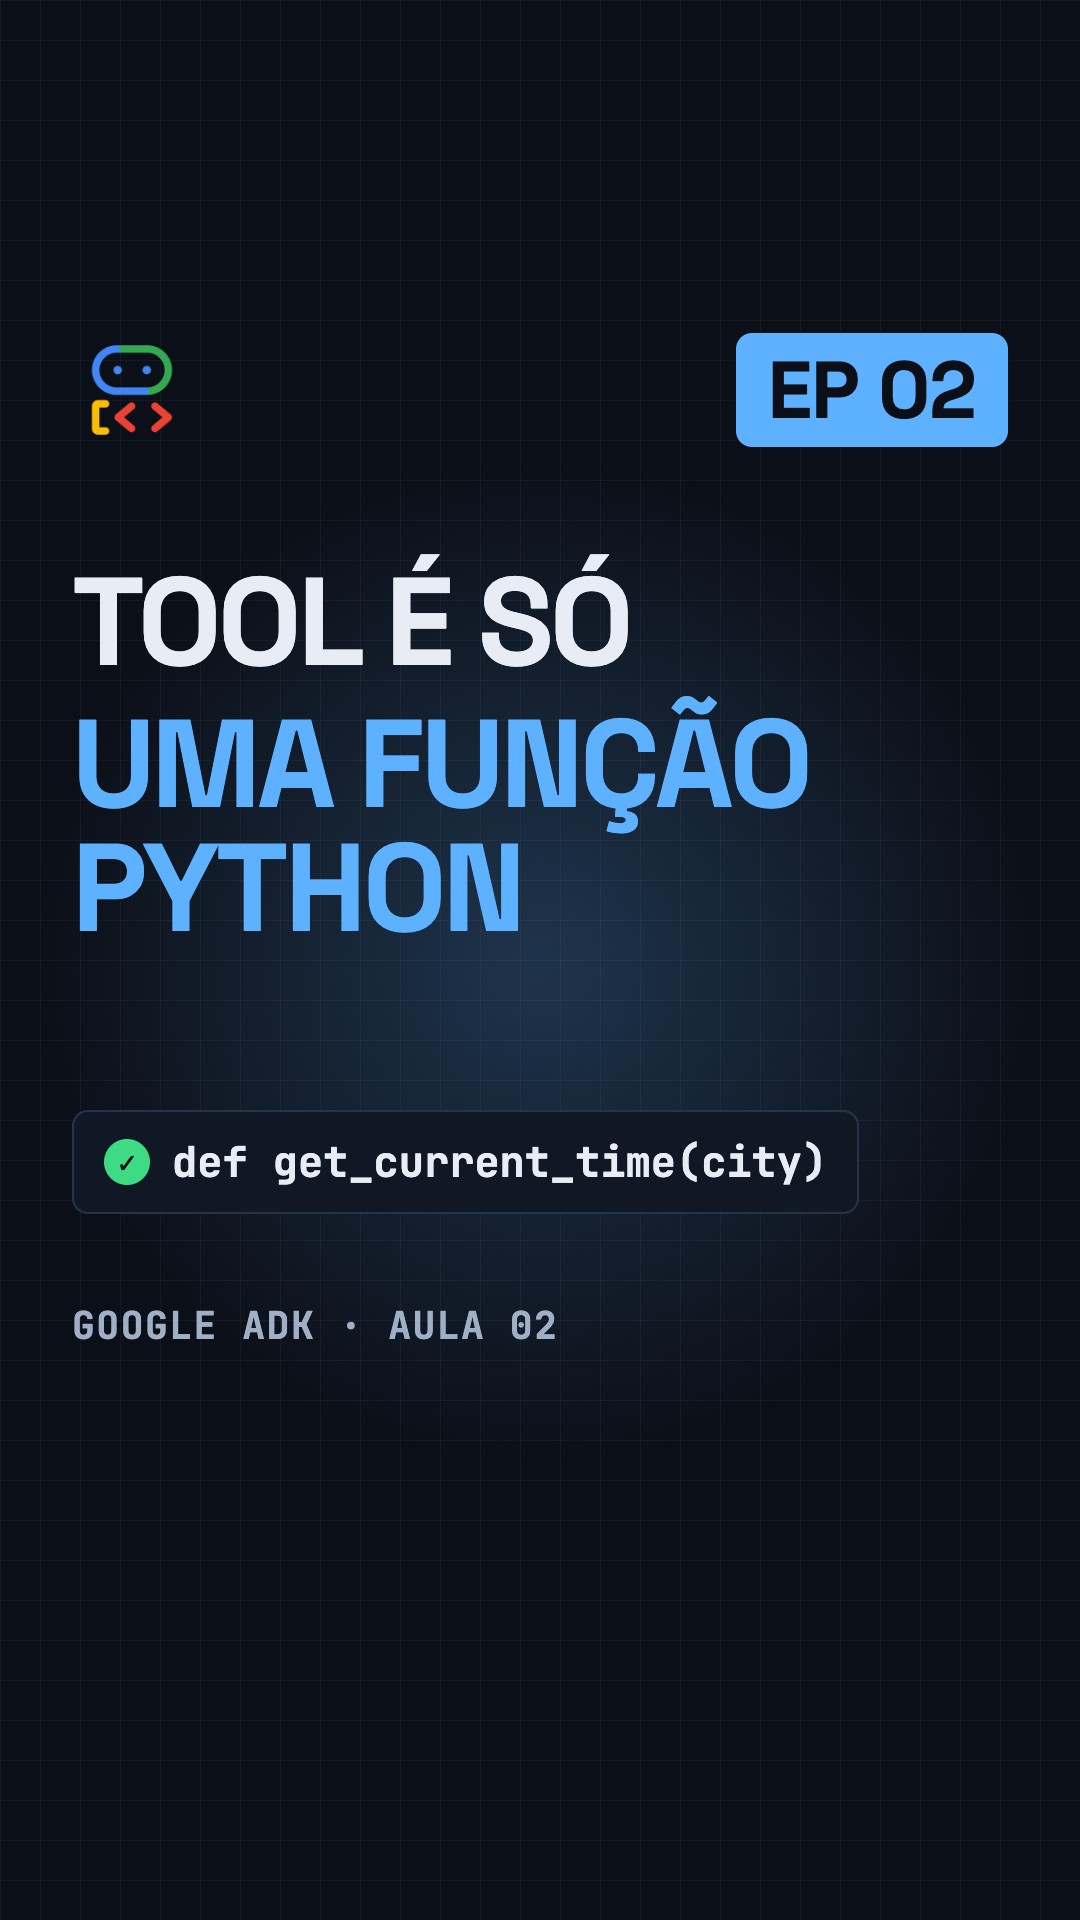 EP 02
TOOL É SÓ
UMA FUNÇÃO
PYTHON
✓ def get_current_time(city)
GOOGLE ADK · AULA 02